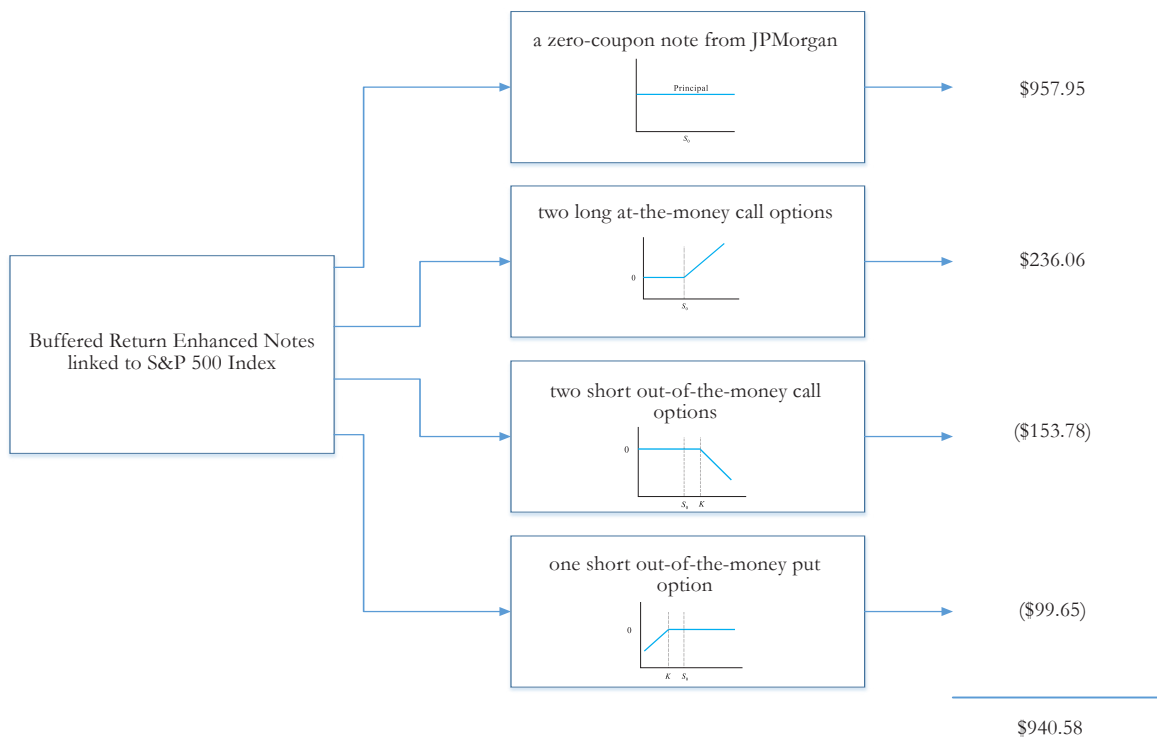 a zero-coupon note from JPMorgan
Principal
S₀
$957.95
two long at-the-money call options
0
S₀
$236.06
Buffered Return Enhanced Notes
linked to S&P 500 Index
two short out-of-the-money call
options
0
S₀ K
($153.78)
one short out-of-the-money put
option
0
K S₀
($99.65)
$940.58